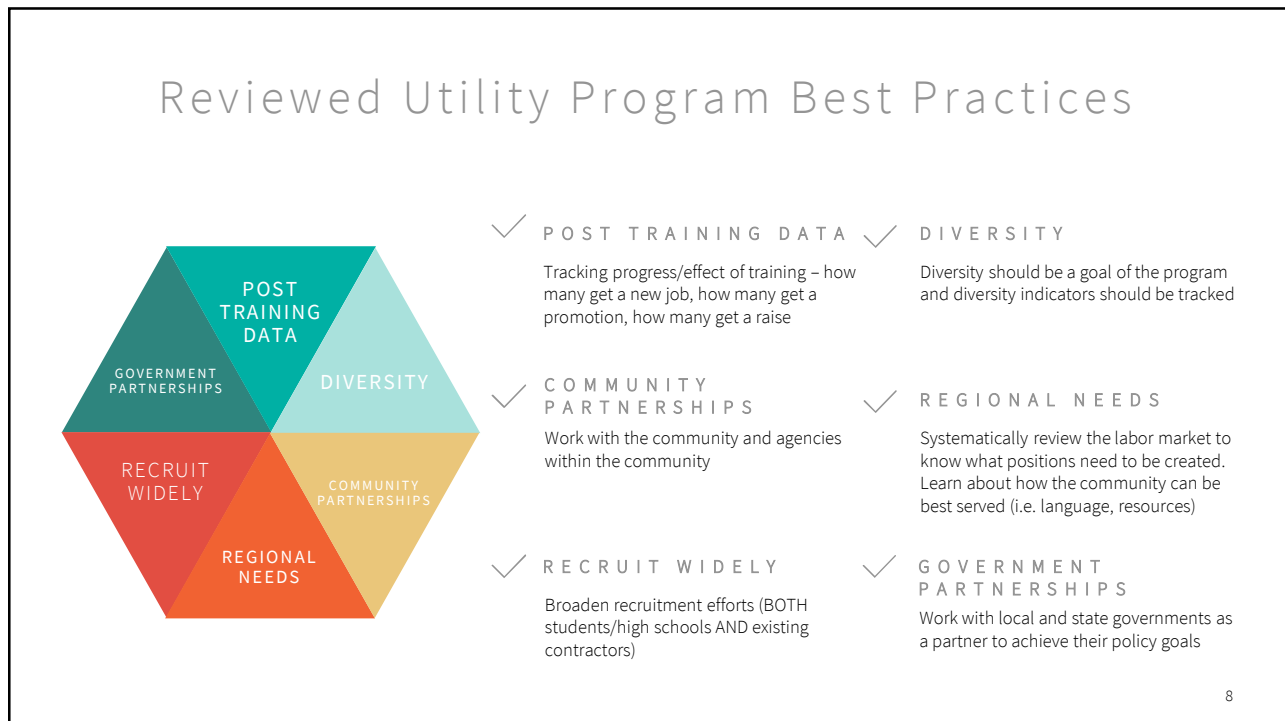 Reviewed Utility Program Best Practices
POST
TRAINING
DATA
GOVERNMENT
PARTNERSHIPS
DIVERSITY
RECRUIT
WIDELY
COMMUNITY
PARTNERSHIPS
REGIONAL
NEEDS
POST TRAINING DATA
Tracking progress/effect of training – how
many get a new job, how many get a
promotion, how many get a raise
DIVERSITY
Diversity should be a goal of the program
and diversity indicators should be tracked
COMMUNITY
PARTNERSHIPS
Work with the community and agencies
within the community
REGIONAL NEEDS
Systematically review the labor market to
know what positions need to be created.
Learn about how the community can be
best served (i.e. language, resources)
RECRUIT WIDELY
Broaden recruitment efforts (BOTH
students/high schools AND existing
contractors)
GOVERNMENT
PARTNERSHIPS
Work with local and state governments as
a partner to achieve their policy goals
8